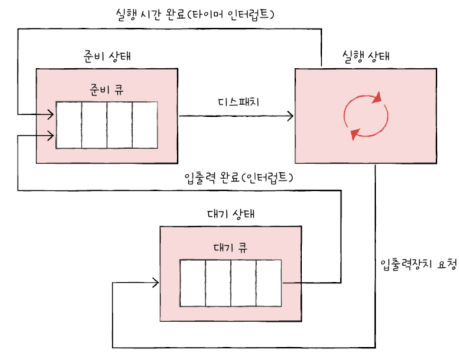 실행 시간 완료(타이머 인터럽트)
준비 상태
실행 상태
준비 큐
디스패치
입출력 완료(인터럽트)
대기 상태
대기 큐
입출력장치 요청